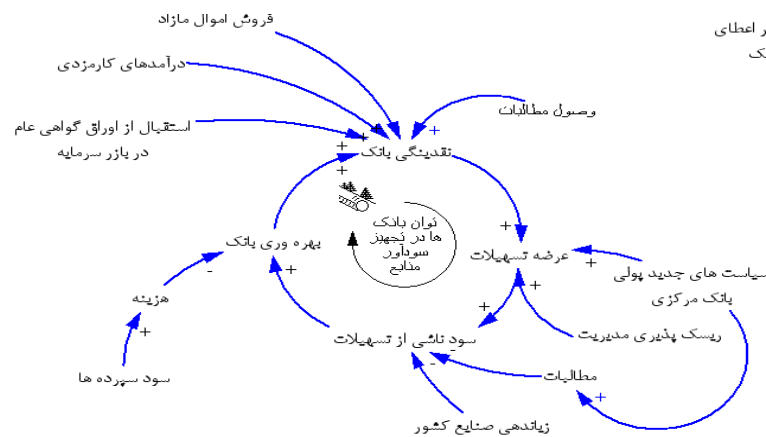 فروش اموال مازاد
ر اعطای
ک
درآمدهای کارمزدی
وصول مطالبات
استقبال از اوراق گواهی عام
در بازر سرمایه
+
+
+
+
+
نقدینگی بانک
توان بانک
ها در تجهیز
سودآور
منابع
بهره وری بانک
+
عرضه تسهیلات
+
سیاست های جدید پولی
بانک مرکزی
-
+
هزینه
+
+
+
سود ناشی از تسهیلات
ریسک پذیری مدیریت
-
-
سود سپرده ها
مطالبات
+
زیاندهی صنایع کشور